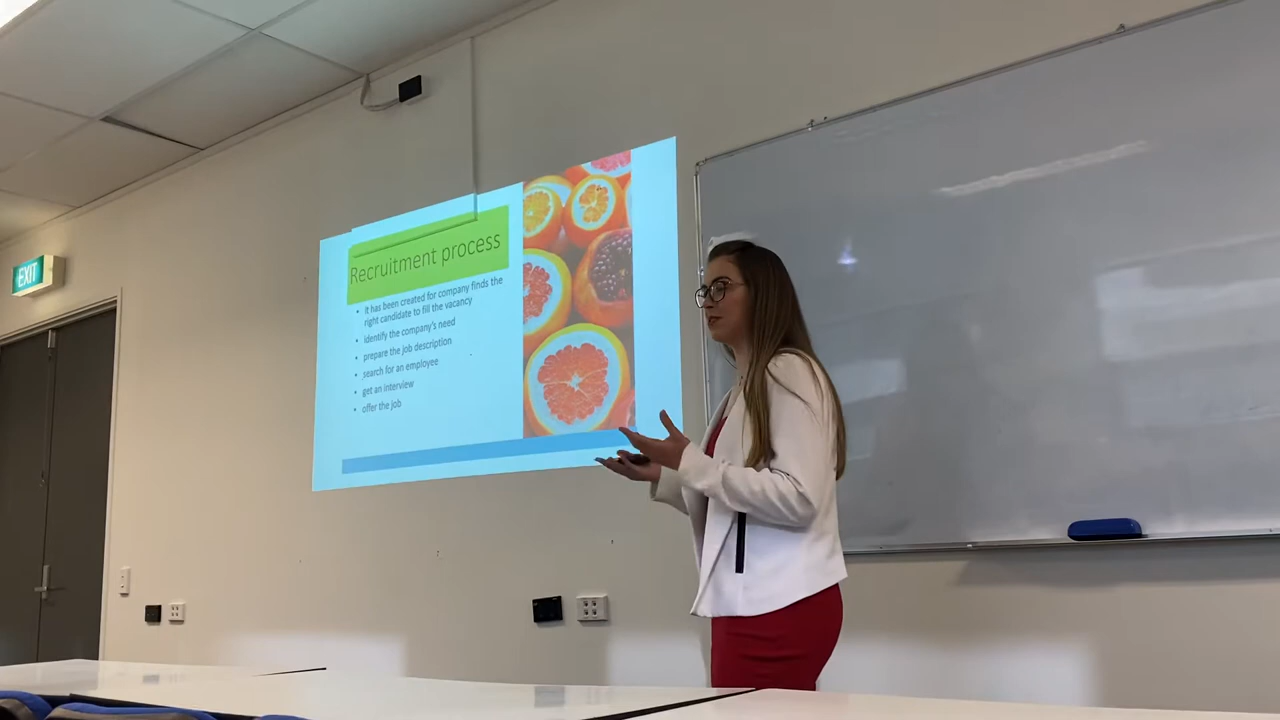 EXIT
Recruitment process
• It has been created for company finds the
right candidate to fill the vacancy
• identify the company's need
• prepare the job description
• search for an employee
• get an interview
• offer the job